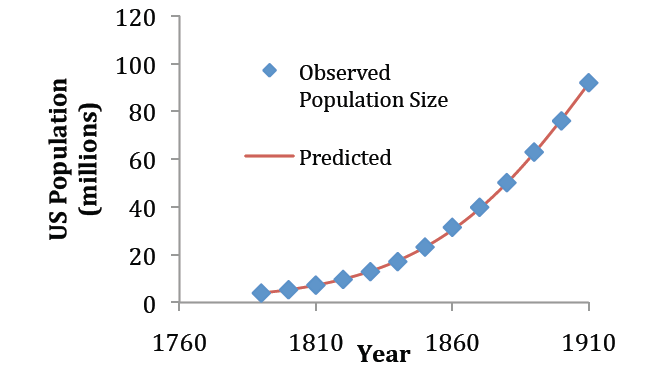 120
100
80
60
40
20
0
US Population
(millions)
Observed
Population Size
Predicted
1760
1810
1860
1910
Year